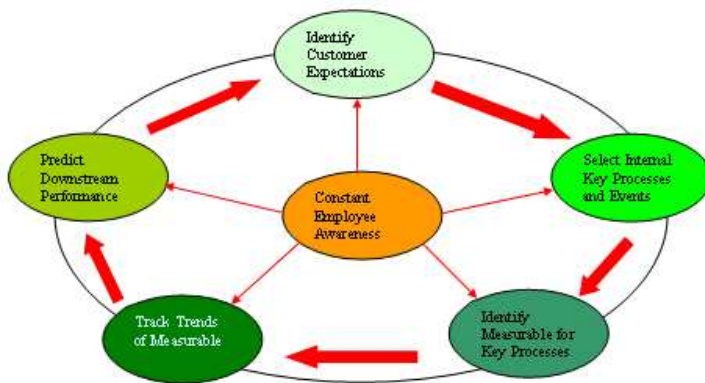 Identify
Customer
Expectations
Select Internal
Key Processes
and Events
Identify
Measurable for
Key Processes
Track Trends
of Measurable
Predict
Downstream
Performance
Constant
Employee
Awareness